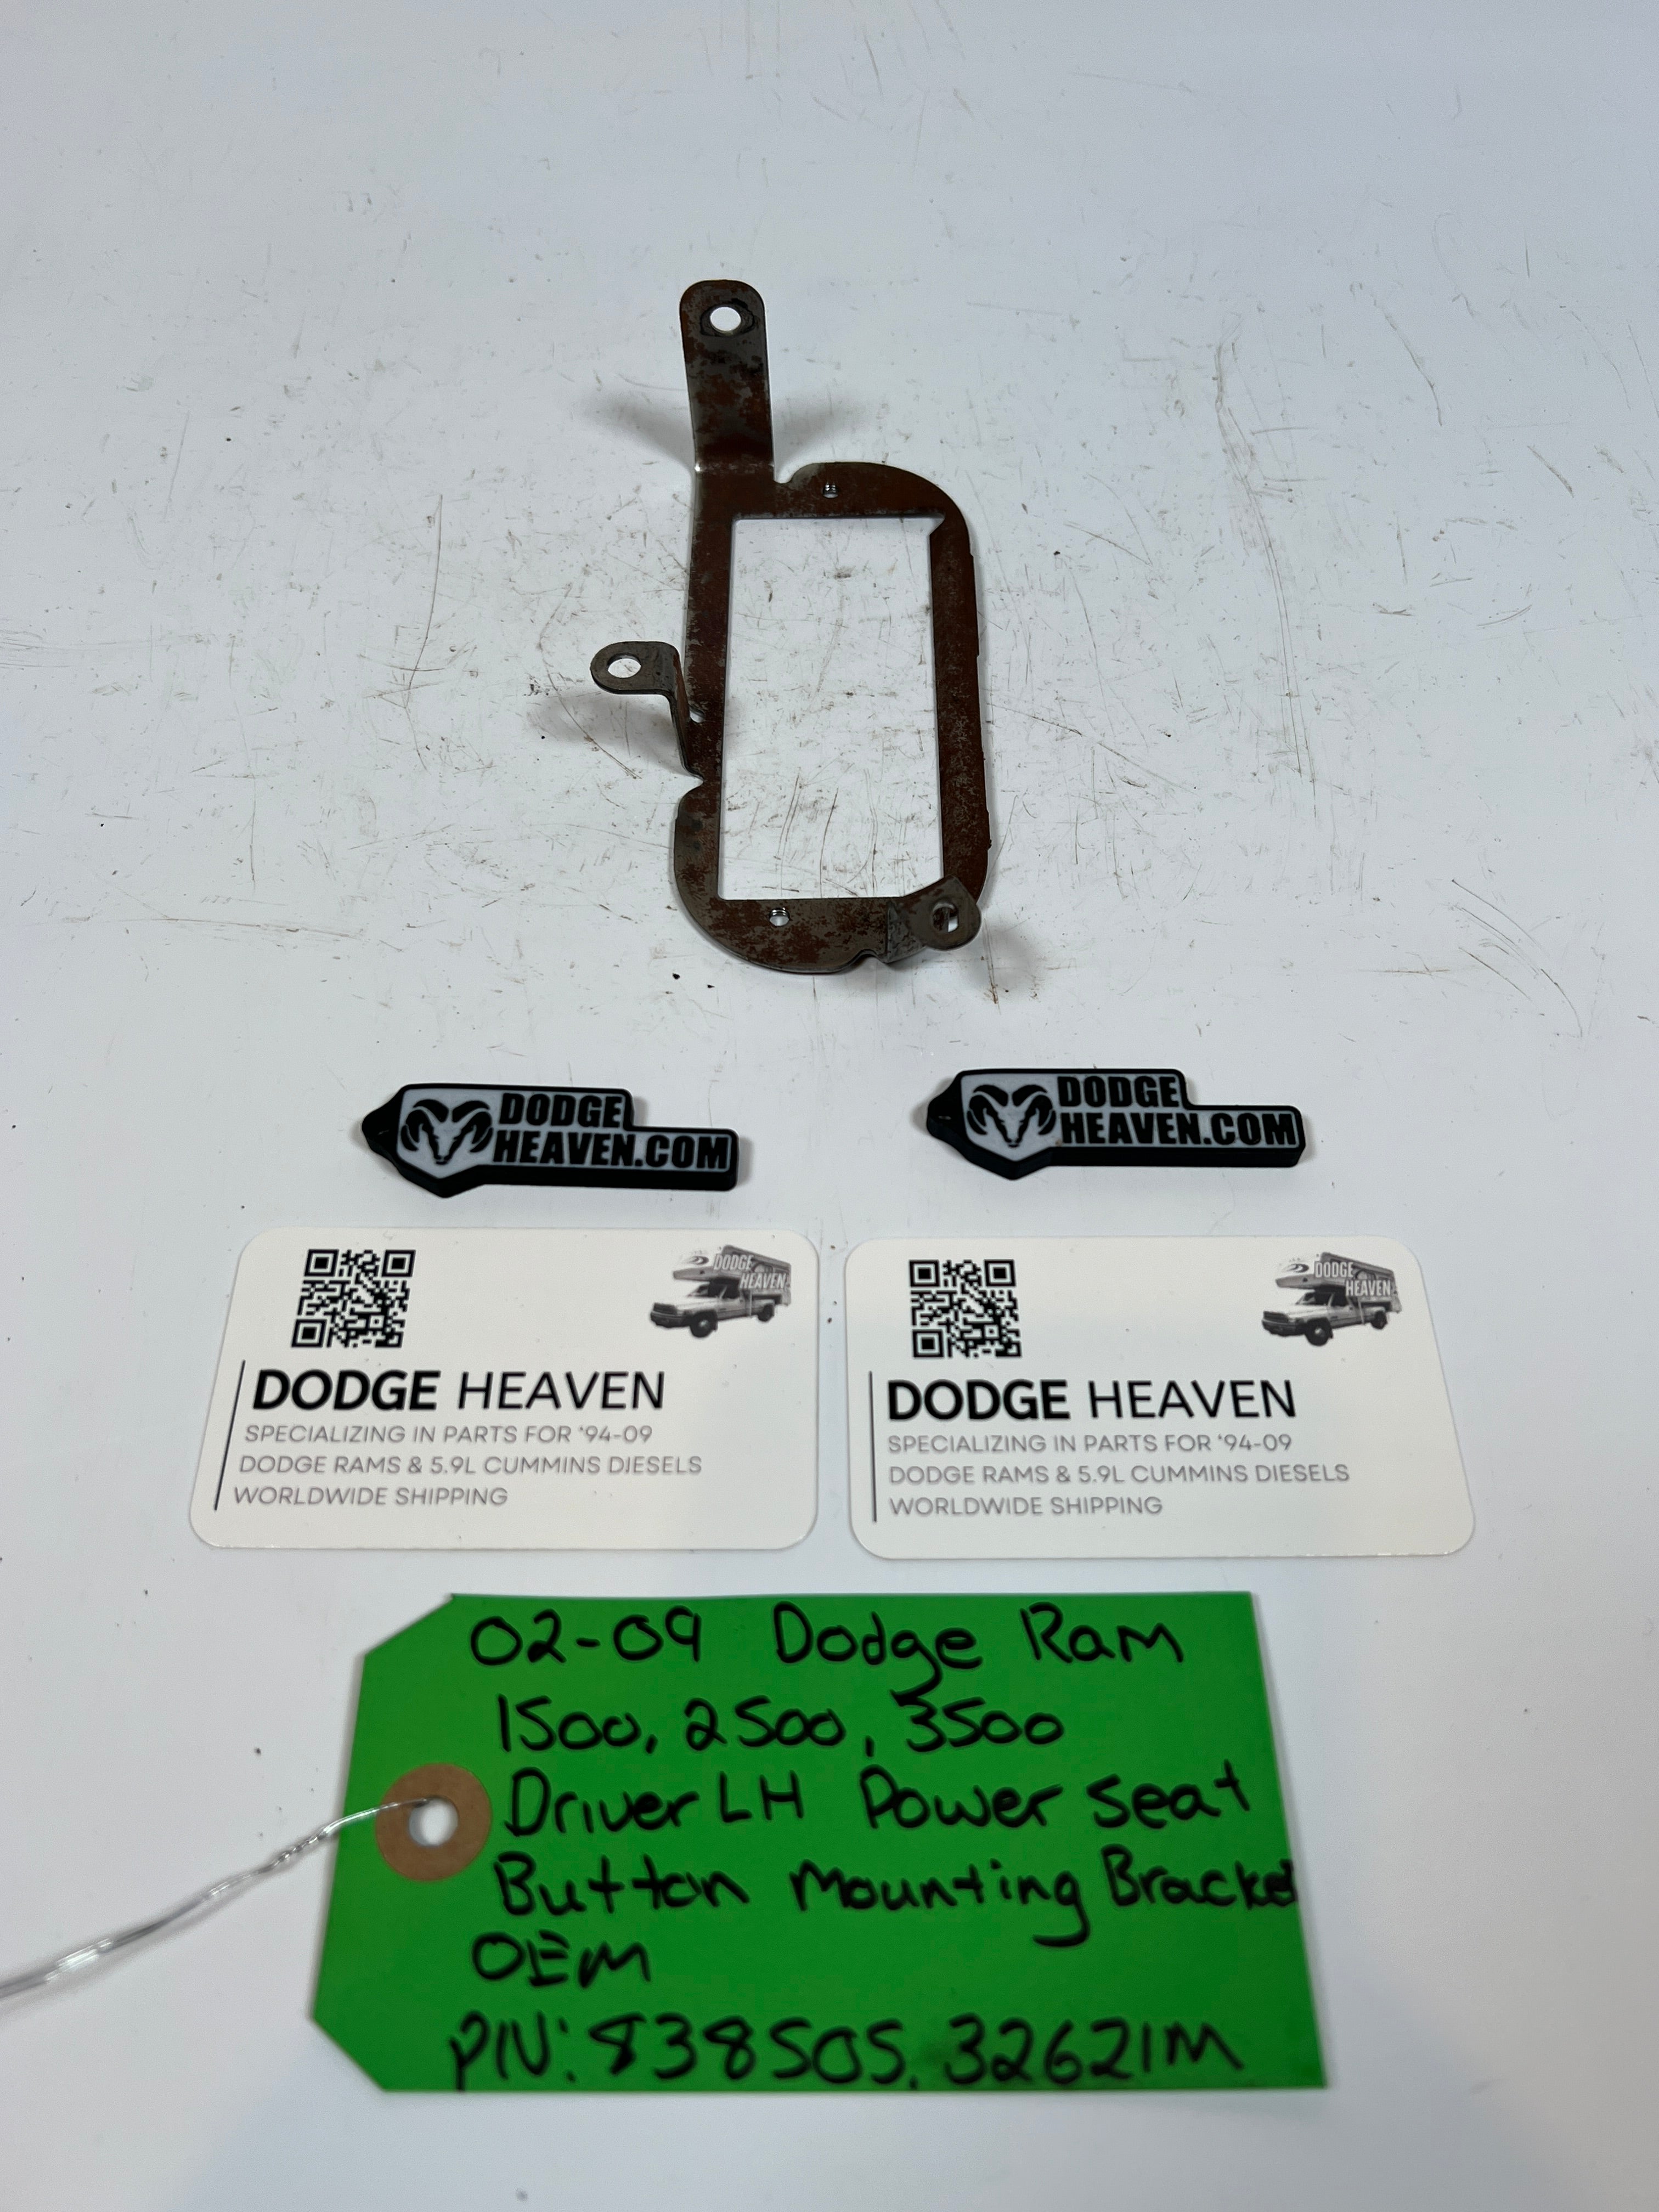 DODGE
HEAVEN.COM
DODGE
HEAVEN.COM
DODGE
HEAVEN
DODGE HEAVEN
SPECIALIZING IN PARTS FOR '94-09
DODGE RAMS & 5.9L CUMMINS DIESELS
WORLDWIDE SHIPPING
DODGE
HEAVEN
DODGE HEAVEN
SPECIALIZING IN PARTS FOR '94-09
DODGE RAMS & 5.9L CUMMINS DIESELS
WORLDWIDE SHIPPING
02-09 Dodge Ram
1500, 2500, 3500
Driver LH Power seat
Button Mounting Bracket
OEM
P/N: 838505, 32621M